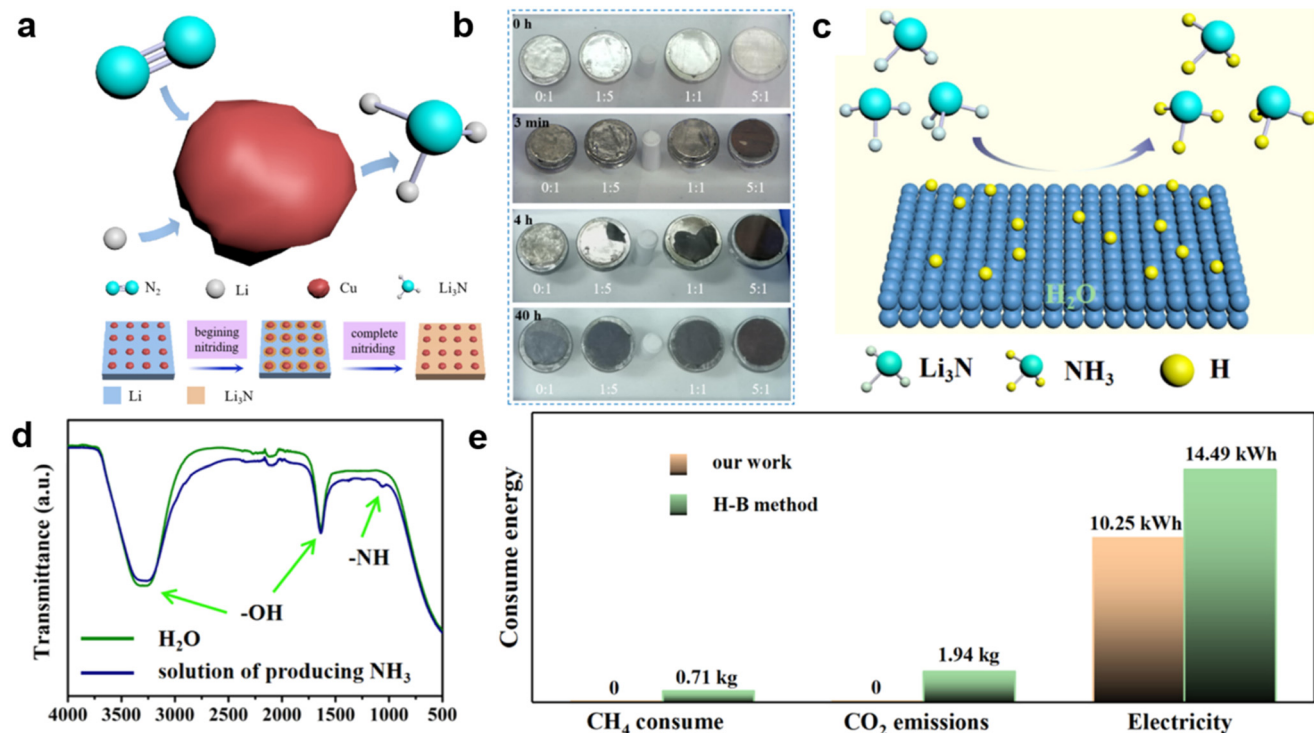 a
N₂
Li
Cu
Li₃N
begining
nitriding
complete
nitriding
Li
Li₃N
b
0 h
0:1
1:5
1:1
5:1
3 min
0:1
1:5
1:1
5:1
4 h
0:1
1:5
1:1
5:1
40 h
0:1
1:5
1:1
5:1
c
H₂O
Li₃N
NH₃
H
d
Transmittance (a.u.)
-NH
-OH
H₂O
solution of producing NH₃
4000
3500
3000
2500
2000
1500
1000
500
e
Consume energy
our work
H-B method
14.49 kWh
10.25 kWh
0
0.71 kg
0
1.94 kg
CH₄ consume
CO₂ emissions
Electricity